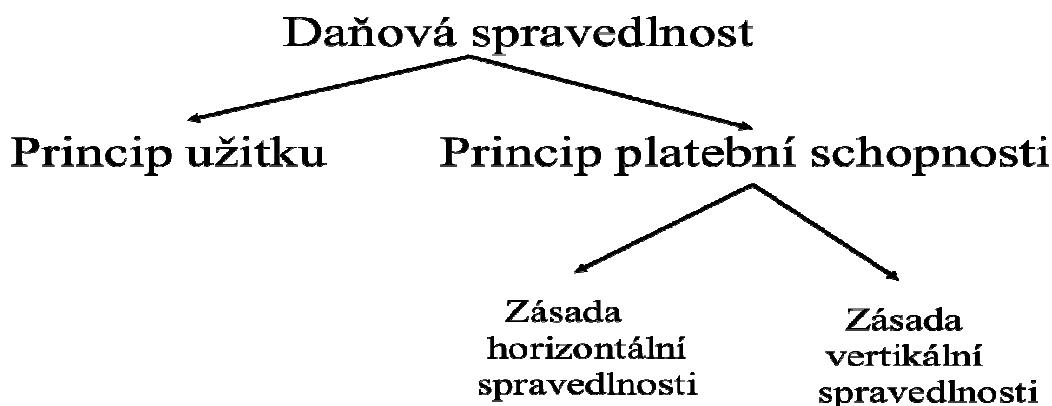 Daňová spravedlnost
Princip užitku
Princip platební schopnosti
Zásada
horizontální
spravedlnosti
Zásada
vertikální
spravedlnosti